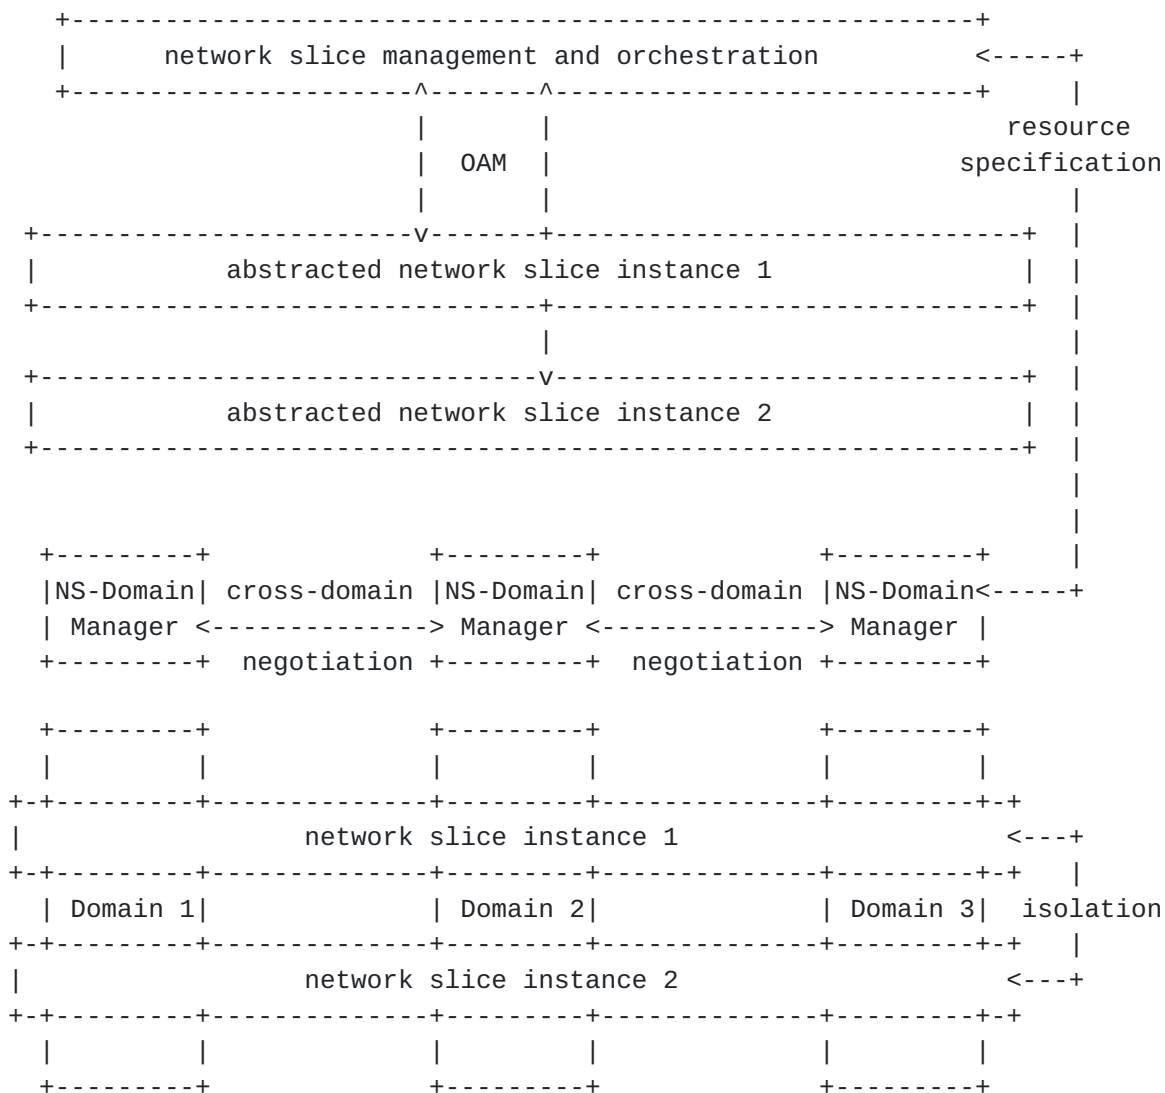 network slice management and orchestration
resource
OAM specification
abstracted network slice instance 1
abstracted network slice instance 2
NS-Domain cross-domain NS-Domain cross-domain NS-Domain
Manager Manager Manager
negotiation negotiation
network slice instance 1
Domain 1 Domain 2 Domain 3 isolation
network slice instance 2